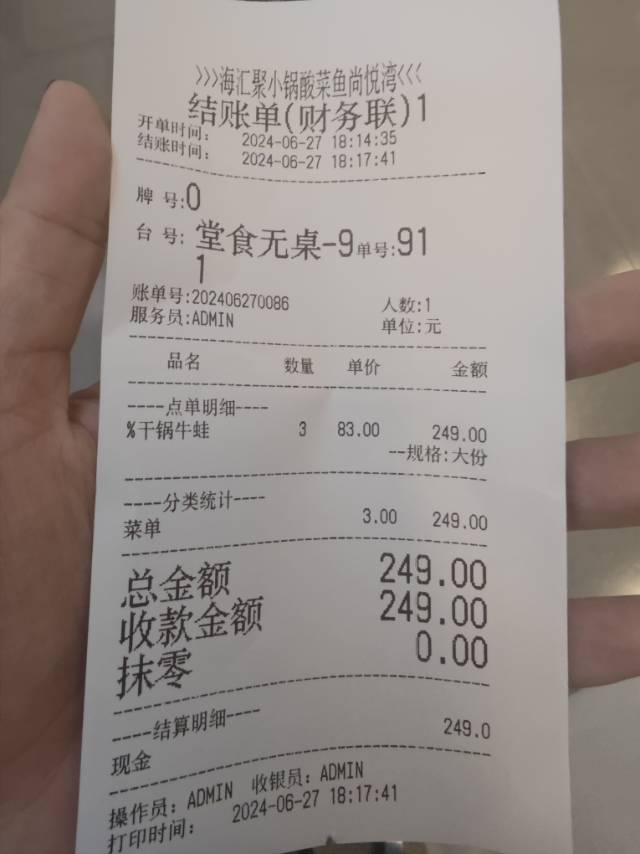 >>>海汇聚小锅酸菜鱼尚悦湾<<<
结账单(财务联)1
开单时间: 2024-06-27 18:14:35
结账时间: 2024-06-27 18:17:41
牌 号:0
台 号: 堂食无桌-9单号:91
1
账单号:202406270086 人数:1
服务员:ADMIN 单位:元
品名 数量 单价 金额
----点单明细----
%干锅牛蛙 3 83.00 249.00
--规格:大份
----分类统计----
菜单 3.00 249.00
总金额 249.00
收款金额 249.00
抹零 0.00
----结算明细----
现金 249.0
操作员: ADMIN 收银员: ADMIN
打印时间: 2024-06-27 18:17:41